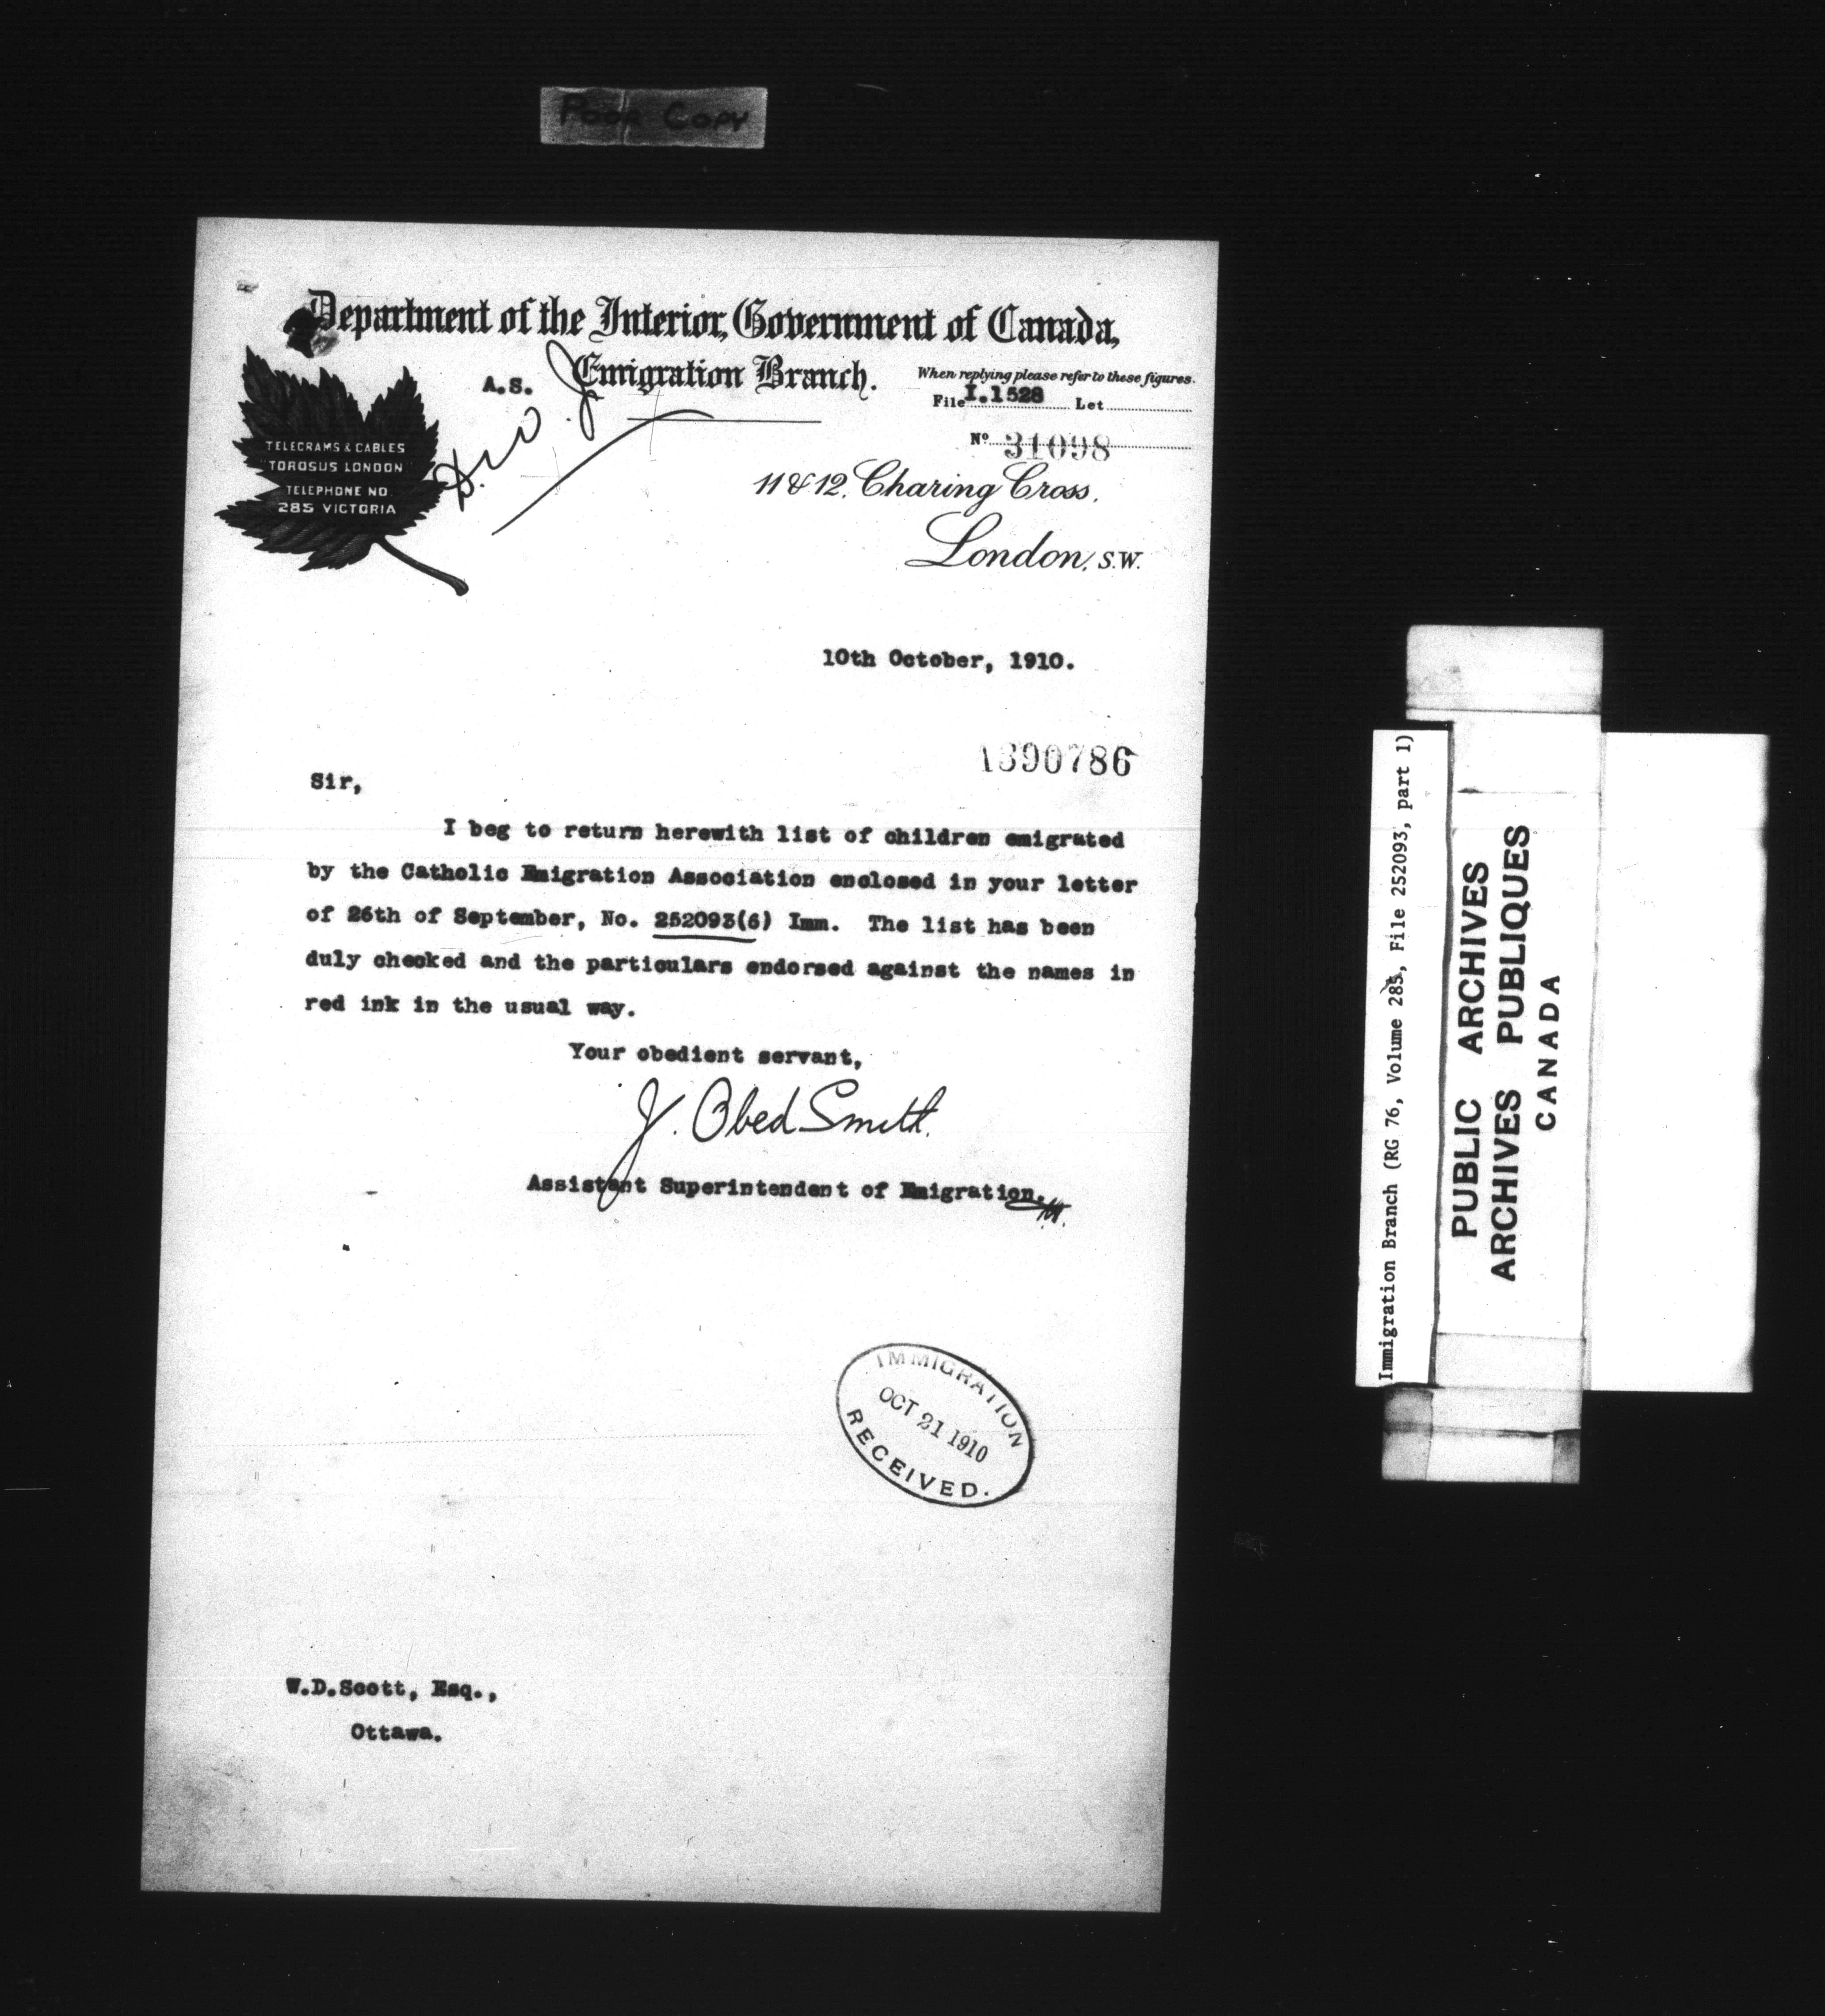 Poor Copy
Department of the Interior, Government of Canada,
Emigration Branch.
A.S.
When replying please refer to these figures.
File I.1528 Let
No 31098
TELEGRAMS & CABLES
"TOROSUS LONDON"
TELEPHONE NO.
285 VICTORIA
11 & 12, Charing Cross,
London, S.W.
10th October, 1910.
1390786
Sir,
I beg to return herewith list of children emigrated
by the Catholic Emigration Association enclosed in your letter
of 26th of September, No. 252093(6) Imm. The list has been
duly checked and the particulars endorsed against the names in
red ink in the usual way.
Your obedient servant,
J. Obed Smith.
Assistant Superintendent of Emigration.
IMMIGRATION
OCT 21 1910
RECEIVED.
W.D.Scott, Esq.,
Ottawa.
Immigration Branch (RG 76, Volume 285, File 252093, part 1)
PUBLIC ARCHIVES
ARCHIVES PUBLIQUES
CANADA